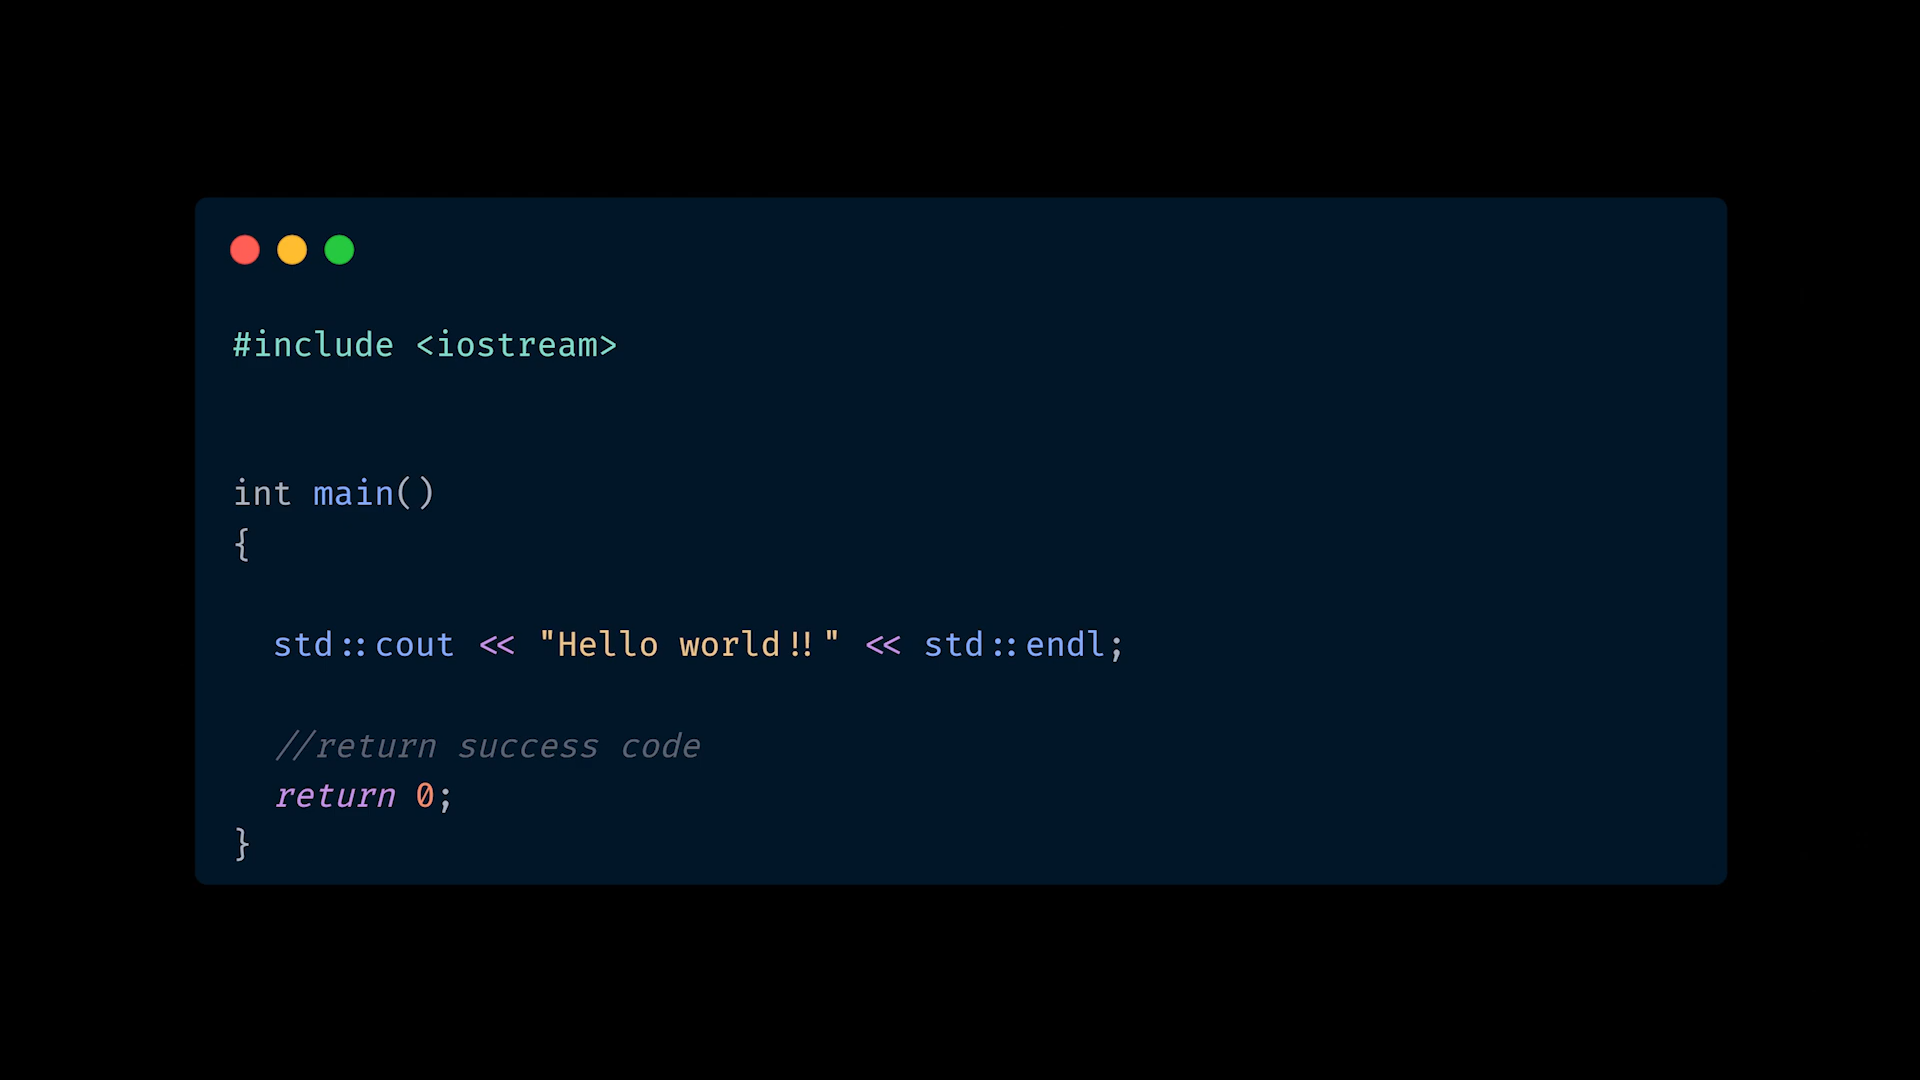 #include <iostream>
int main()
{
std::cout << "Hello world!!" << std::endl;
//return success code
return 0;
}